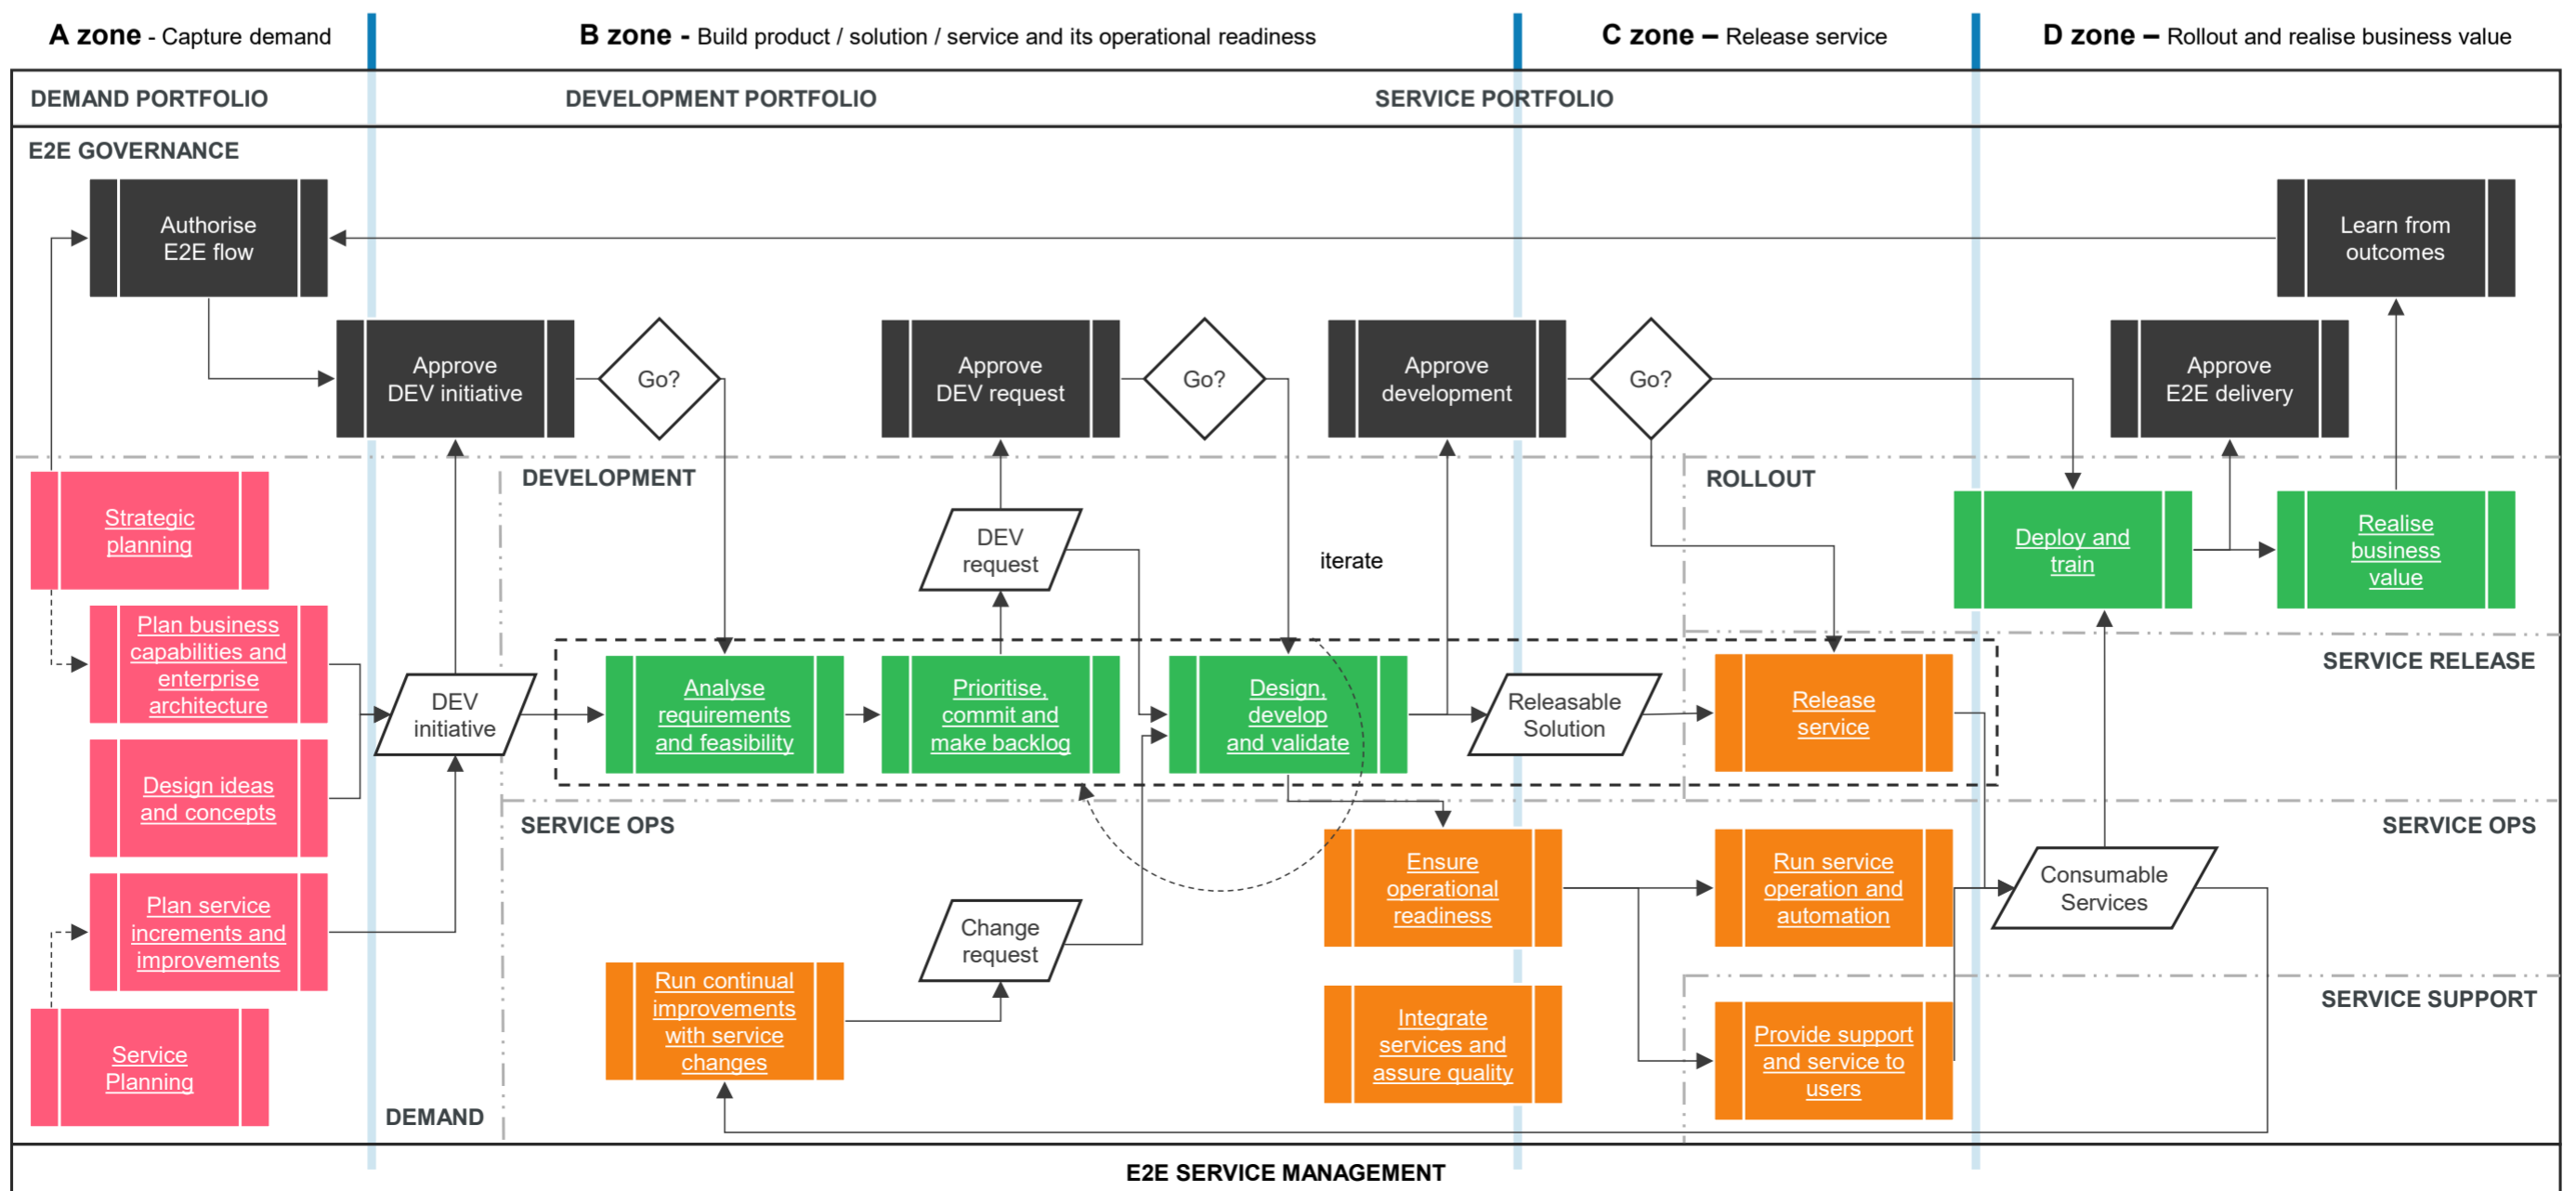 A zone - Capture demand
B zone - Build product / solution / service and its operational readiness
C zone – Release service
D zone – Rollout and realise business value
DEMAND PORTFOLIO
DEVELOPMENT PORTFOLIO
SERVICE PORTFOLIO
E2E GOVERNANCE
Authorise
E2E flow
Learn from
outcomes
Approve
DEV initiative
Go?
Approve
DEV request
Go?
Approve
development
Go?
Approve
E2E delivery
DEVELOPMENT
ROLLOUT
Strategic
planning
DEV
request
iterate
Deploy and
train
Realise
business
value
Plan business
capabilities and
enterprise
architecture
DEV
initiative
Analyse
requirements
and feasibility
Prioritise,
commit and
make backlog
Design,
develop
and validate
Releasable
Solution
Release
service
SERVICE RELEASE
Design ideas
and concepts
SERVICE OPS
SERVICE OPS
Plan service
increments and
improvements
Change
request
Ensure
operational
readiness
Run service
operation and
automation
Consumable
Services
Run continual
improvements
with service
changes
Integrate
services and
assure quality
Provide support
and service to
users
SERVICE SUPPORT
Service
Planning
DEMAND
E2E SERVICE MANAGEMENT